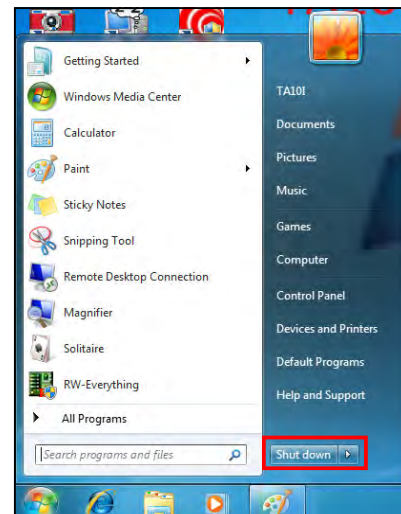 Getting Started
Windows Media Center
Calculator
Paint
Sticky Notes
Snipping Tool
Remote Desktop Connection
Magnifier
Solitaire
RW-Everything
All Programs
Search programs and files
TA10I
Documents
Pictures
Music
Games
Computer
Control Panel
Devices and Printers
Default Programs
Help and Support
Shut down